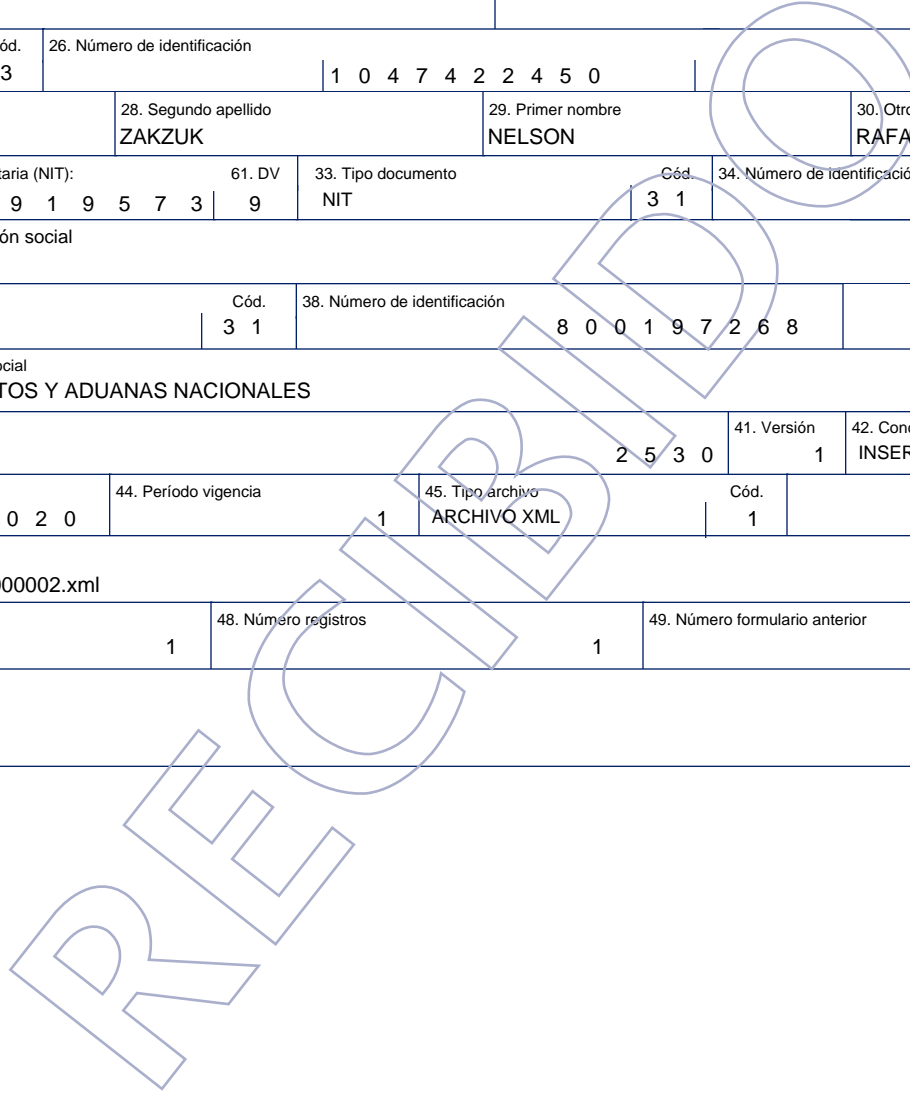 ód. 26. Número de identificación
3 1 0 4 7 4 2 2 4 5 0
28. Segundo apellido 29. Primer nombre 30. Otro
ZAKZUK NELSON RAFA
taria (NIT): 61. DV 33. Tipo documento Cód. 34. Número de identificació
9 1 9 5 7 3 9 NIT 3 1
ón social
Cód. 38. Número de identificación
3 1 8 0 0 1 9 7 2 6 8
ocial
TOS Y ADUANAS NACIONALES
41. Versión 42. Conc
2 5 3 0 1 INSER
44. Período vigencia 45. Tipo archivo Cód.
0 2 0 1 ARCHIVO XML 1
000002.xml
48. Número registros 49. Número formulario anterior
1 1
RECIBIDO